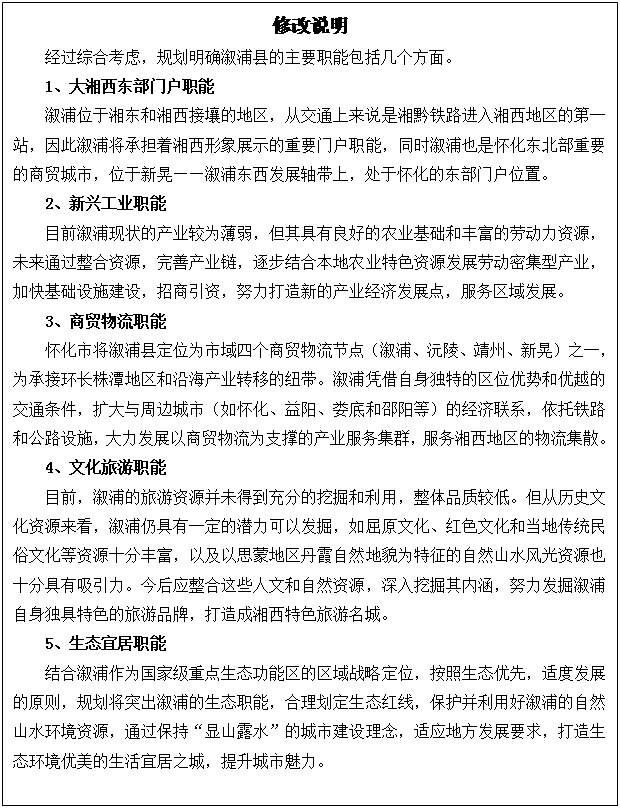 修改说明
经过综合考虑，规划明确溆浦县的主要职能包括几个方面。
1、大湘西东部门户职能
溆浦位于湘东和湘西接壤的地区，从交通上来说是湘黔铁路进入湘西地区的第一
站，因此溆浦将承担着湘西形象展示的重要门户职能，同时溆浦也是怀化东北部重要
的商贸城市，位于新晃——溆浦东西发展轴带上，处于怀化的东部门户位置。
2、新兴工业职能
目前溆浦现状的产业较为薄弱，但其具有良好的农业基础和丰富的劳动力资源，
未来通过整合资源，完善产业链，逐步结合本地农业特色资源发展劳动密集型产业，
加快基础设施建设，招商引资，努力打造新的产业经济发展点，服务区域发展。
3、商贸物流职能
怀化市将溆浦县定位为市域四个商贸物流节点（溆浦、沅陵、靖州、新晃）之一，
为承接环长株潭地区和沿海产业转移的纽带。溆浦凭借自身独特的区位优势和优越的
交通条件，扩大与周边城市（如怀化、益阳、娄底和邵阳等）的经济联系，依托铁路
和公路设施，大力发展以商贸物流为支撑的产业服务集群，服务湘西地区的物流集散。
4、文化旅游职能
目前，溆浦的旅游资源并未得到充分的挖掘和利用，整体品质较低。但从历史文
化资源来看，溆浦仍具有一定的潜力可以发掘，如屈原文化、红色文化和当地传统民
俗文化等资源十分丰富，以及以思蒙地区丹霞自然地貌为特征的自然山水风光资源也
十分具有吸引力。今后应整合这些人文和自然资源，深入挖掘其内涵，努力发掘溆浦
自身独具特色的旅游品牌，打造成湘西特色旅游名城。
5、生态宜居职能
结合溆浦作为国家级重点生态功能区的区域战略定位，按照生态优先，适度发展
的原则，规划将突出溆浦的生态职能，合理划定生态红线，保护并利用好溆浦的自然
山水环境资源，通过保持“显山露水”的城市建设理念，适应地方发展要求，打造生
态环境优美的生活宜居之城，提升城市魅力。